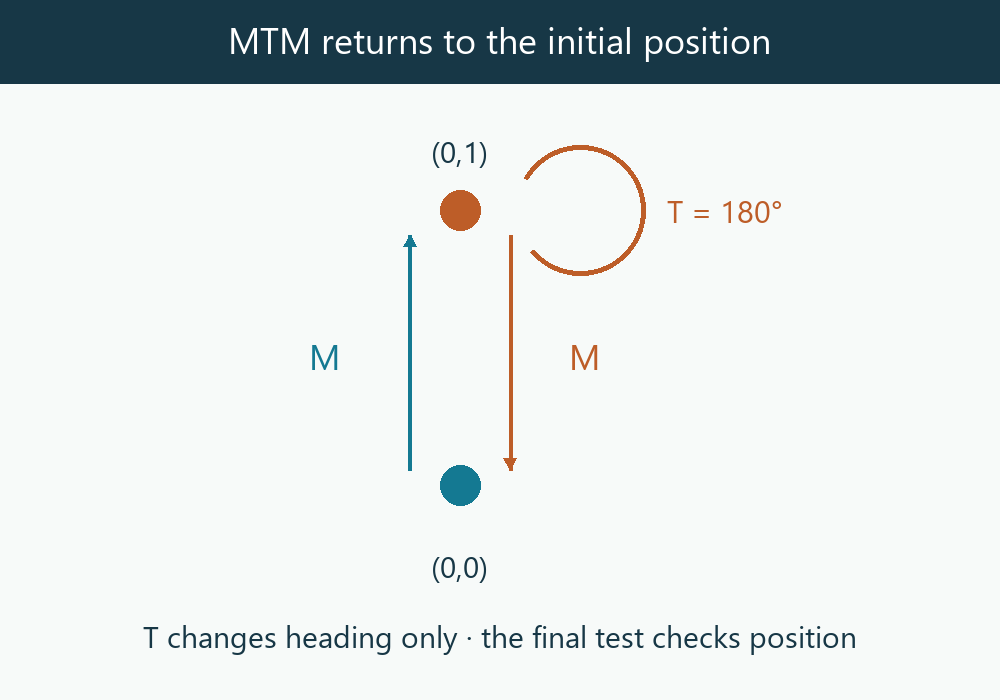 MTM returns to the initial position
(0,1)
T = 180°
M
M
(0,0)
T changes heading only · the final test checks position